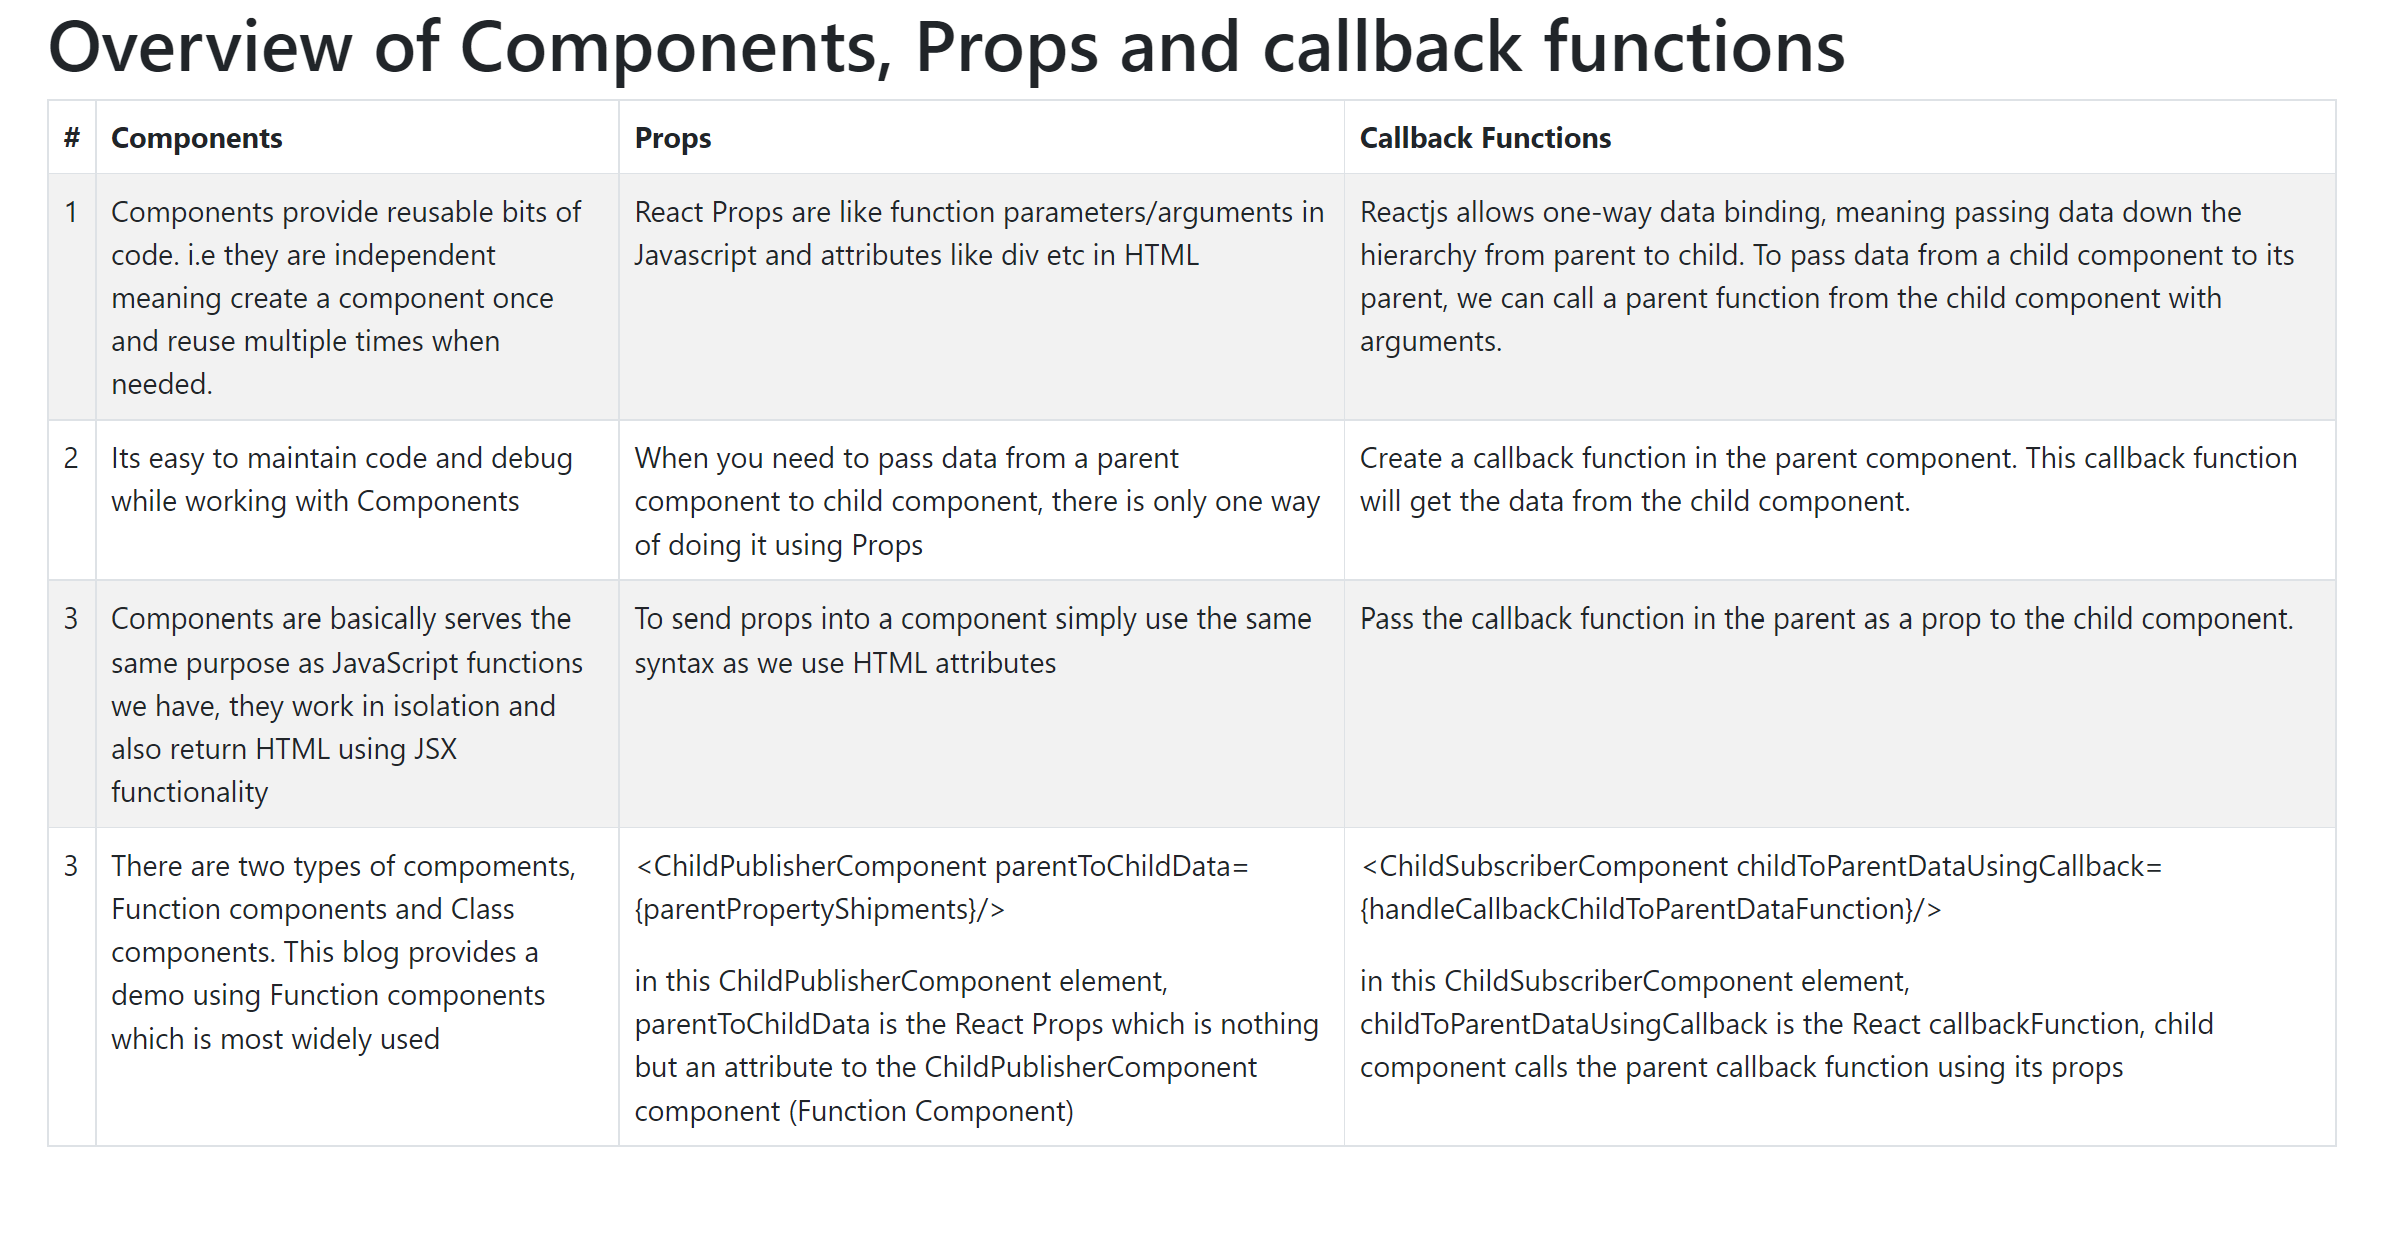 Overview of Components, Props and callback functions
# Components Props Callback Functions
1
Components provide reusable bits of
code. i.e they are independent
meaning create a component once
and reuse multiple times when
needed.
React Props are like function parameters/arguments in
Javascript and attributes like div etc in HTML
Reactjs allows one-way data binding, meaning passing data down the
hierarchy from parent to child. To pass data from a child component to its
parent, we can call a parent function from the child component with
arguments.
2
Its easy to maintain code and debug
while working with Components
When you need to pass data from a parent
component to child component, there is only one way
of doing it using Props
Create a callback function in the parent component. This callback function
will get the data from the child component.
3
Components are basically serves the
same purpose as JavaScript functions
we have, they work in isolation and
also return HTML using JSX
functionality
To send props into a component simply use the same
syntax as we use HTML attributes
Pass the callback function in the parent as a prop to the child component.
3
There are two types of compoments,
Function components and Class
components. This blog provides a
demo using Function components
which is most widely used
<ChildPublisherComponent parentToChildData=
{parentPropertyShipments}/>
in this ChildPublisherComponent element,
parentToChildData is the React Props which is nothing
but an attribute to the ChildPublisherComponent
component (Function Component)
<ChildSubscriberComponent childToParentDataUsingCallback=
{handleCallbackChildToParentDataFunction}/>
in this ChildSubscriberComponent element,
childToParentDataUsingCallback is the React callbackFunction, child
component calls the parent callback function using its props